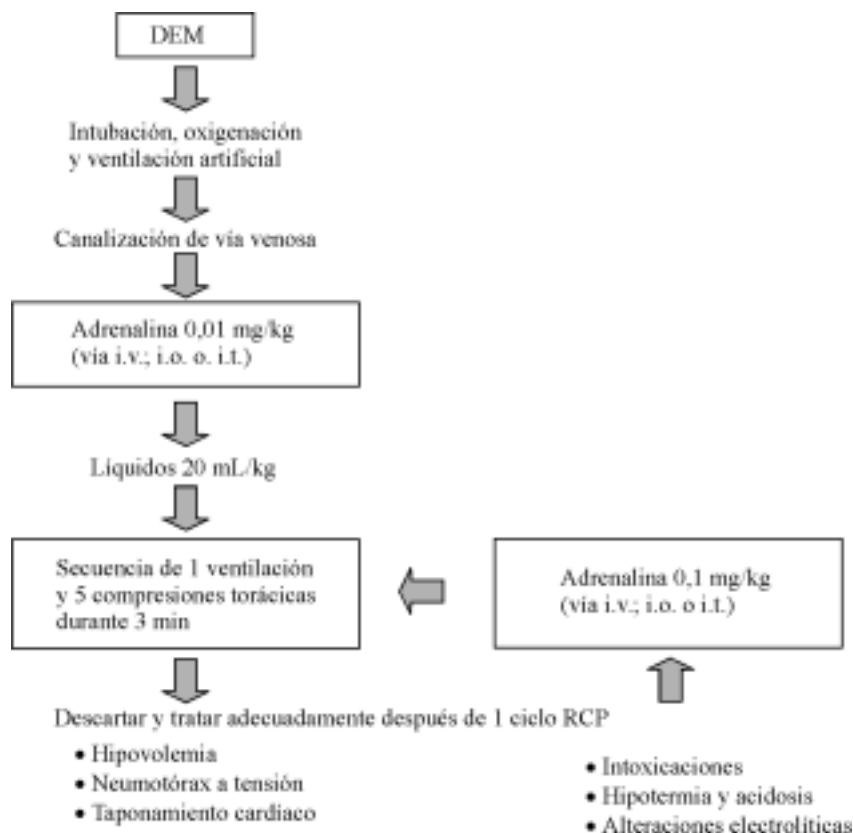 DEM
Intubación, oxigenación
y ventilación artificial
Canalización de vía venosa
Adrenalina 0,01 mg/kg
(vía i.v.; i.o. o. i.t.)
Líquidos 20 mL/kg
Secuencia de 1 ventilación
y 5 compresiones torácicas
durante 3 min
Adrenalina 0,1 mg/kg
(vía i.v.; i.o. o i.t.)
Descartar y tratar adecuadamente después de 1 ciclo RCP
• Hipovolemia
• Neumotórax a tensión
• Taponamiento cardíaco
• Intoxicaciones
• Hipotermia y acidosis
• Alteraciones electrolíticas